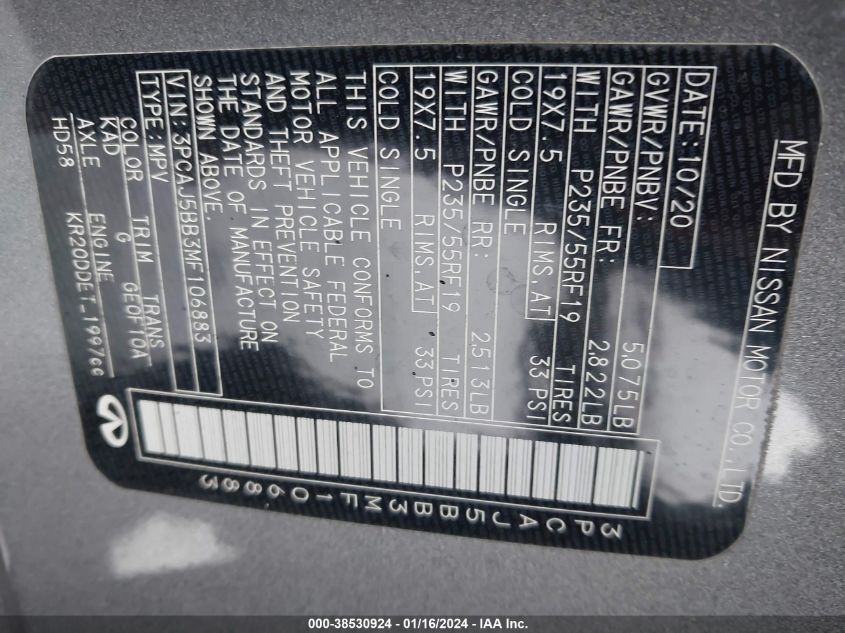 MFD BY NISSAN MOTOR CO.,LTD.
DATE:10/20
GVWR/PNBV: 5,075LB
GAWR/PNBE FR: 2,822LB
WITH P235/55RF19 TIRES
19X7.5 RIMS,AT 33 PSI
COLD SINGLE
GAWR/PNBE RR: 2,513LB
WITH P235/55RF19 TIRES
19X7.5 RIMS,AT 33 PSI
COLD SINGLE
THIS VEHICLE CONFORMS TO
ALL APPLICABLE FEDERAL
MOTOR VEHICLE SAFETY
AND THEFT PREVENTION
STANDARDS IN EFFECT ON
THE DATE OF MANUFACTURE
SHOWN ABOVE.
VIN:3PCAJ5BB3MF106883
TYPE:MPV
COLOR TRIM TRANS
KAD G GE0F10A
AXLE ENGINE
HD58 KR20DDET_1997cc
3PCAJ5BB3MF106883
000-38530924 - 01/16/2024 - IAA Inc.